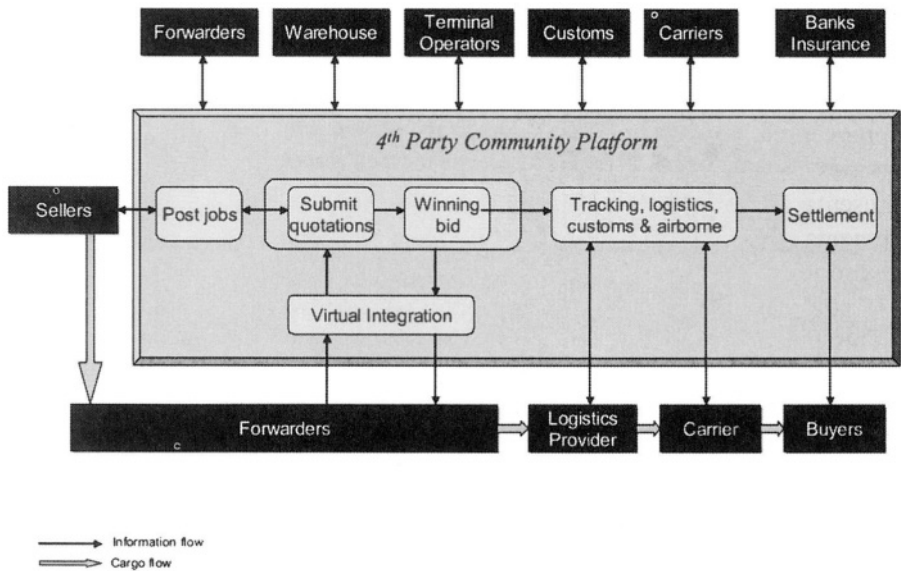 Forwarders
Warehouse
Terminal
Operators
Customs
Carriers
Banks
Insurance
4th Party Community Platform
Sellers
Post jobs
Submit
quotations
Winning
bid
Tracking, logistics,
customs & airborne
Settlement
Virtual Integration
Forwarders
Logistics
Provider
Carrier
Buyers
Information flow
Cargo flow